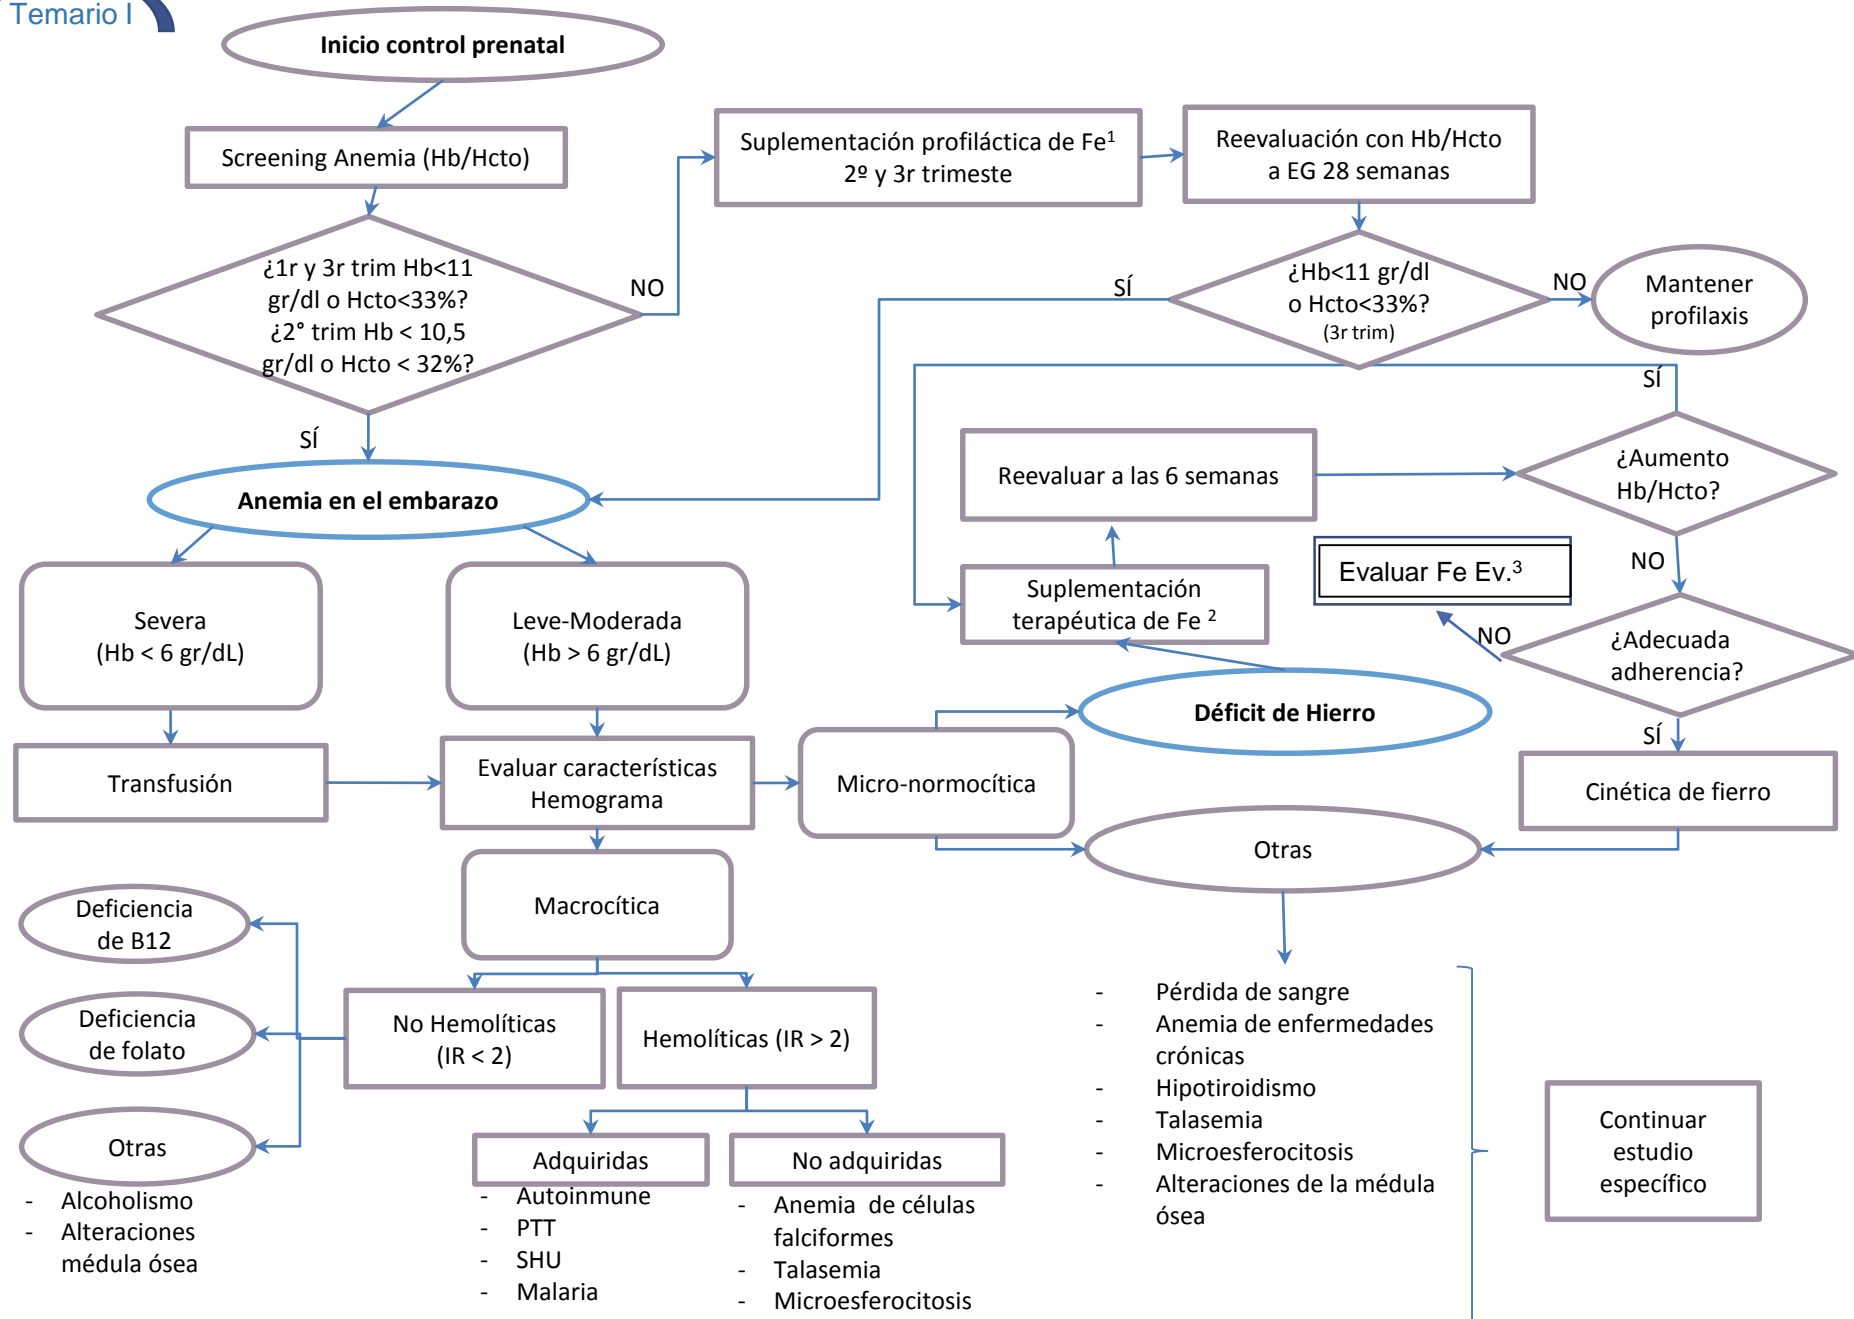 Temario I
Inicio control prenatal
Screening Anemia (Hb/Hcto)
Suplementación profiláctica de Fe¹
2º y 3r trimeste
Reevaluación con Hb/Hcto
a EG 28 semanas
¿1r y 3r trim Hb<11
gr/dl o Hcto<33%?
¿2° trim Hb < 10,5
gr/dl o Hcto < 32%?
NO
SÍ
SÍ
¿Hb<11 gr/dl
o Hcto<33%?
(3r trim)
NO
Mantener
profilaxis
SÍ
Anemia en el embarazo
Reevaluar a las 6 semanas
¿Aumento
Hb/Hcto?
NO
Evaluar Fe Ev.³
Suplementación
terapéutica de Fe ²
NO
¿Adecuada
adherencia?
SÍ
Severa
(Hb < 6 gr/dL)
Leve-Moderada
(Hb > 6 gr/dL)
Déficit de Hierro
Transfusión
Evaluar características
Hemograma
Micro-normocítica
Cinética de fierro
Otras
Macrocítica
Deficiencia
de B12
Deficiencia
de folato
Otras
- Alcoholismo
- Alteraciones
médula ósea
No Hemolíticas
(IR < 2)
Hemolíticas (IR > 2)
Adquiridas
- Autoinmune
- PTT
- SHU
- Malaria
No adquiridas
- Anemia de células
falciformes
- Talasemia
- Microesferocitosis
- Pérdida de sangre
- Anemia de enfermedades
crónicas
- Hipotiroidismo
- Talasemia
- Microesferocitosis
- Alteraciones de la médula
ósea
Continuar
estudio
específico